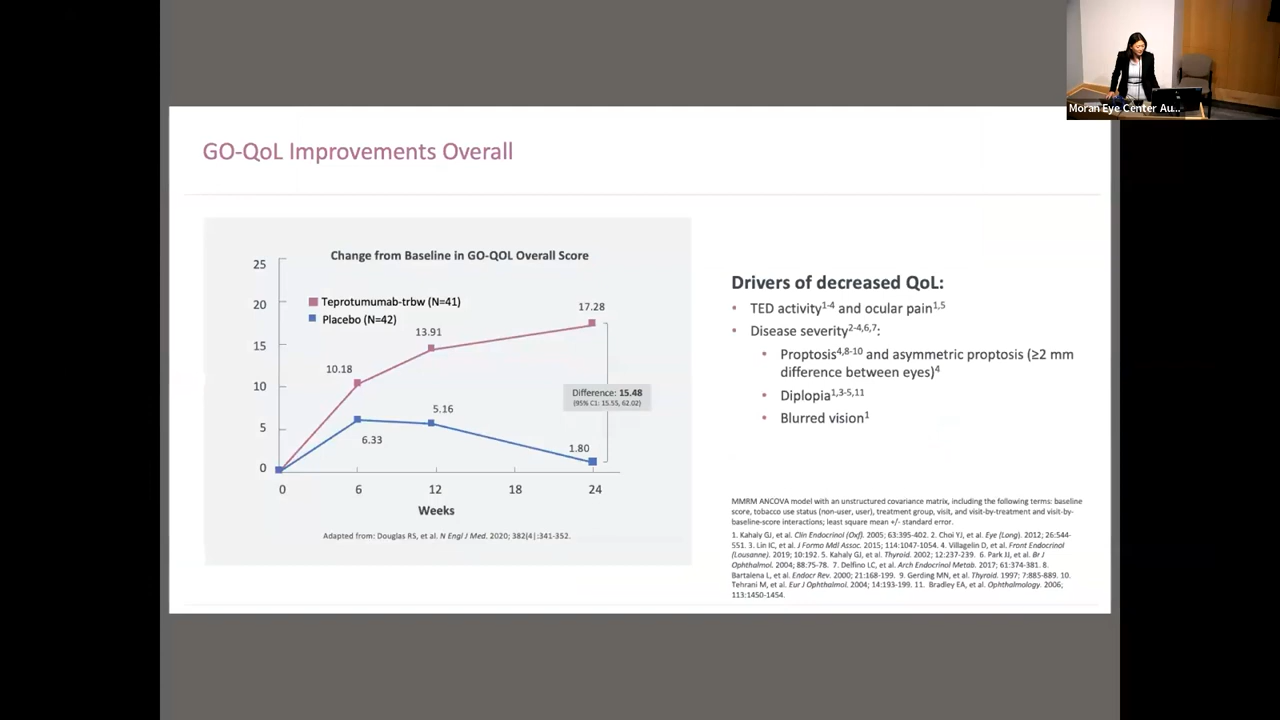 Moran Eye Center Au...
GO-QoL Improvements Overall
Change from Baseline in GO-QOL Overall Score
25
20
15
10
5
0
Teprotumumab-trbw (N=41)
Placebo (N=42)
10.18
13.91
17.28
6.33
5.16
1.80
Difference: 15.48
(95% C1: 15.55, 62.02)
0 6 12 18 24
Weeks
Adapted from: Douglas RS, et al. N Engl J Med. 2020; 382(4|:341-352.
Drivers of decreased QoL:
• TED activity1-4 and ocular pain1,5
• Disease severity2-4,6,7:
• Proptosis4,8-10 and asymmetric proptosis (≥2 mm
difference between eyes)4
• Diplopia1,3-5,11
• Blurred vision1
MMRM ANCOVA model with an unstructured covariance matrix, including the following terms: baseline
score, tobacco use status (non-user, user), treatment group, visit, and visit-by-treatment and visit-by-
baseline-score interactions; least square mean +/- standard error.
1. Kahaly GJ, et al. Clin Endocrinol (Oxf). 2005; 63:395-402. 2. Choi YJ, et al. Eye (Long). 2012; 26:544-
551. 3. Lin IC, et al. J Formo Mdl Assoc. 2015; 114:1047-1054. 4. Villagelin D, et al. Front Endocrinol
(Lousanne). 2019; 10:192. 5. Kahaly GJ, et al. Thyroid. 2002; 12:237-239. 6. Park JJ, et al. Br J
Ophthalmol. 2004; 88:75-78. 7. Delfino LC, et al. Arch Endocrinol Metab. 2017; 61:374-381. 8.
Bartalena L, et al. Endocr Rev. 2000; 21:168-199. 9. Gerding MN, et al. Thyroid. 1997; 7:885-889. 10.
Tehrani M, et al. Eur J Ophthalmol. 2004; 14:193-199. 11. Bradley EA, et al. Ophthalmology. 2006;
113:1450-1454.